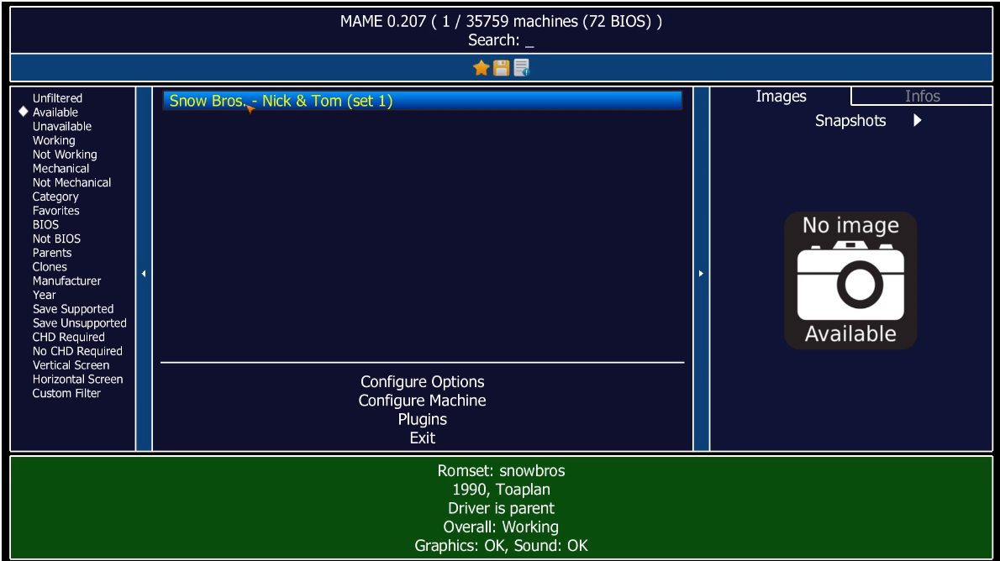 MAME 0.207 ( 1 / 35759 machines (72 BIOS) )
Search: _
Unfiltered
Available
Unavailable
Working
Not Working
Mechanical
Not Mechanical
Category
Favorites
BIOS
Not BIOS
Parents
Clones
Manufacturer
Year
Save Supported
Save Unsupported
CHD Required
No CHD Required
Vertical Screen
Horizontal Screen
Custom Filter
Snow Bros. - Nick & Tom (set 1)
Configure Options
Configure Machine
Plugins
Exit
Images
Infos
Snapshots
No image
Available
Romset: snowbros
1990, Toaplan
Driver is parent
Overall: Working
Graphics: OK, Sound: OK